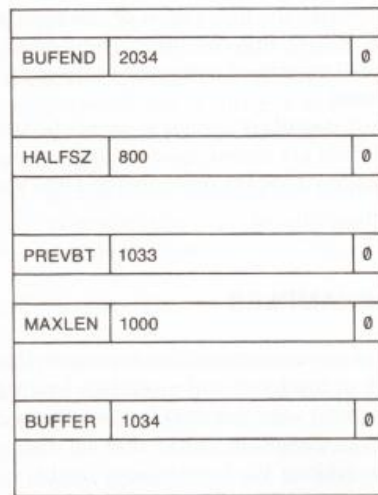 BUFEND 2034 0
HALFSZ 800 0
PREVBT 1033 0
MAXLEN 1000 0
BUFFER 1034 0